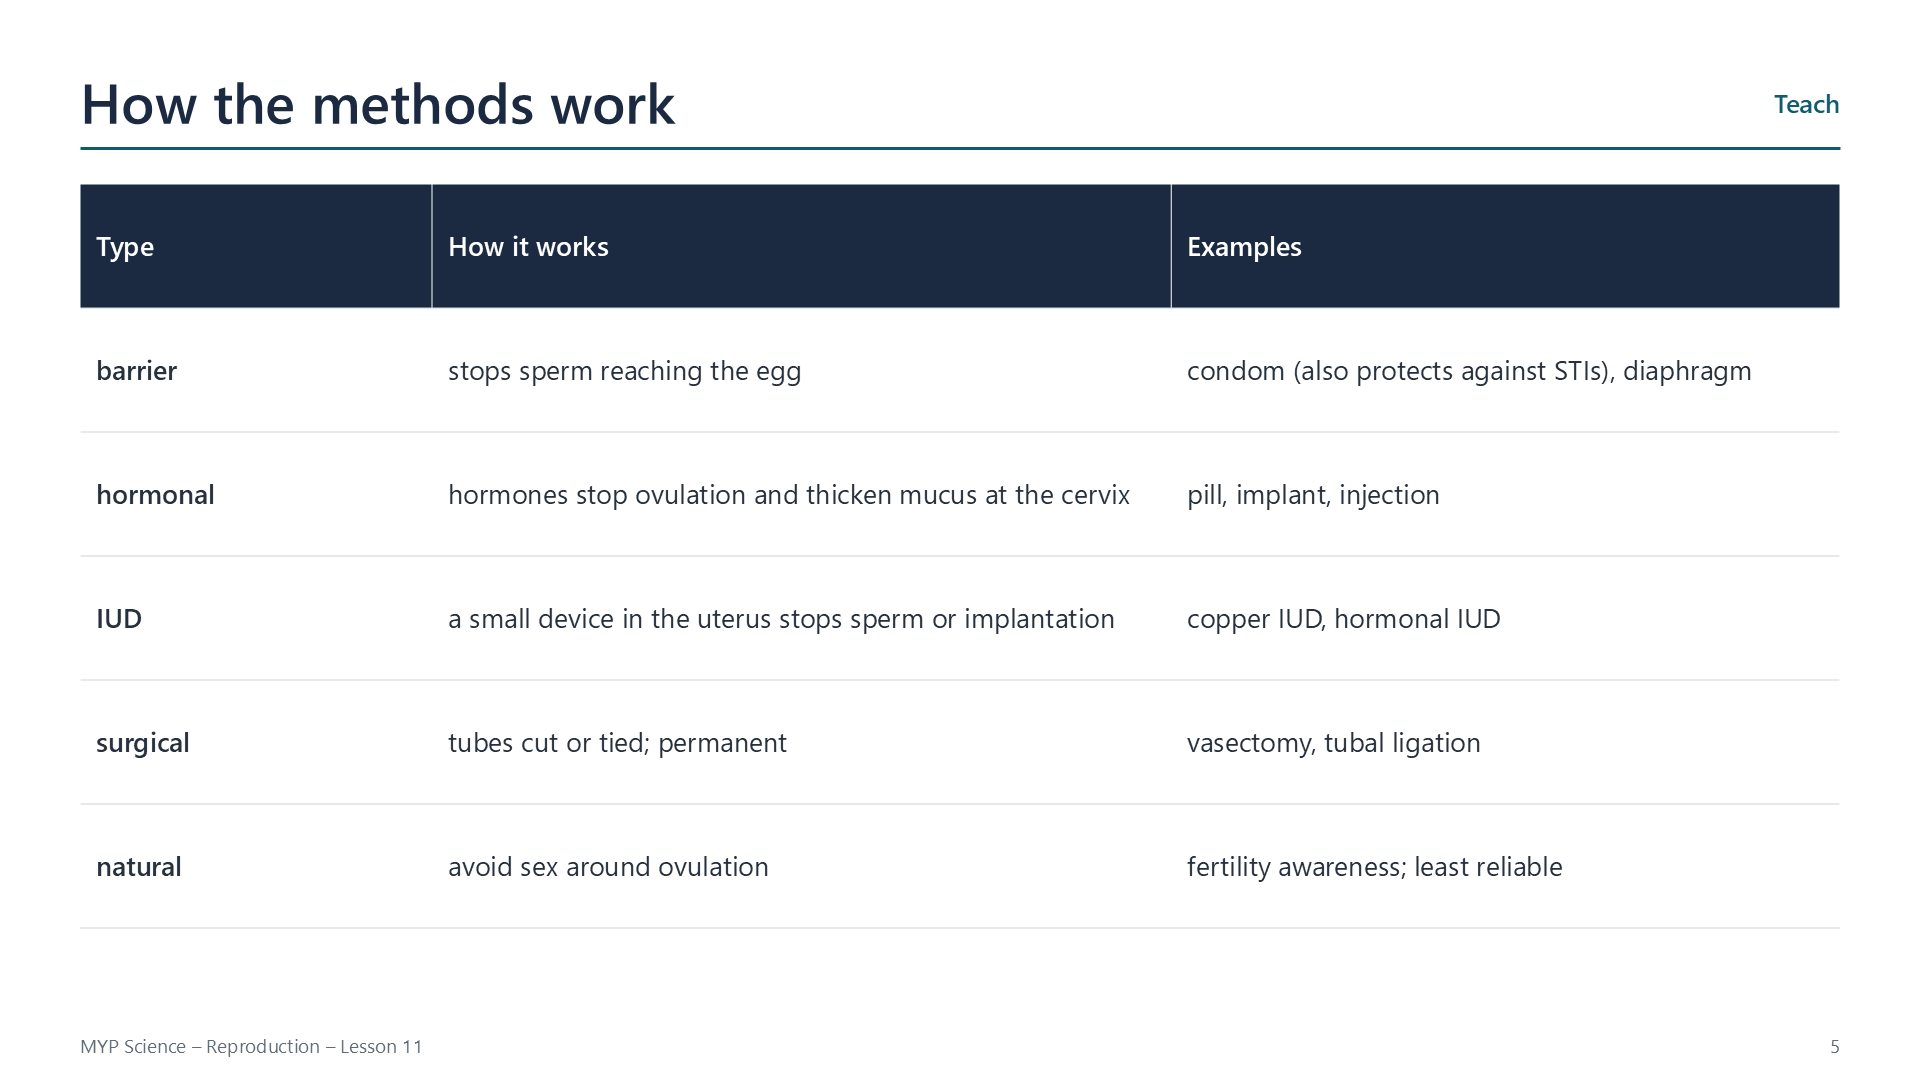 How the methods work
Teach
Type How it works Examples
barrier stops sperm reaching the egg condom (also protects against STIs), diaphragm
hormonal hormones stop ovulation and thicken mucus at the cervix pill, implant, injection
IUD a small device in the uterus stops sperm or implantation copper IUD, hormonal IUD
surgical tubes cut or tied; permanent vasectomy, tubal ligation
natural avoid sex around ovulation fertility awareness; least reliable
MYP Science – Reproduction – Lesson 11
5